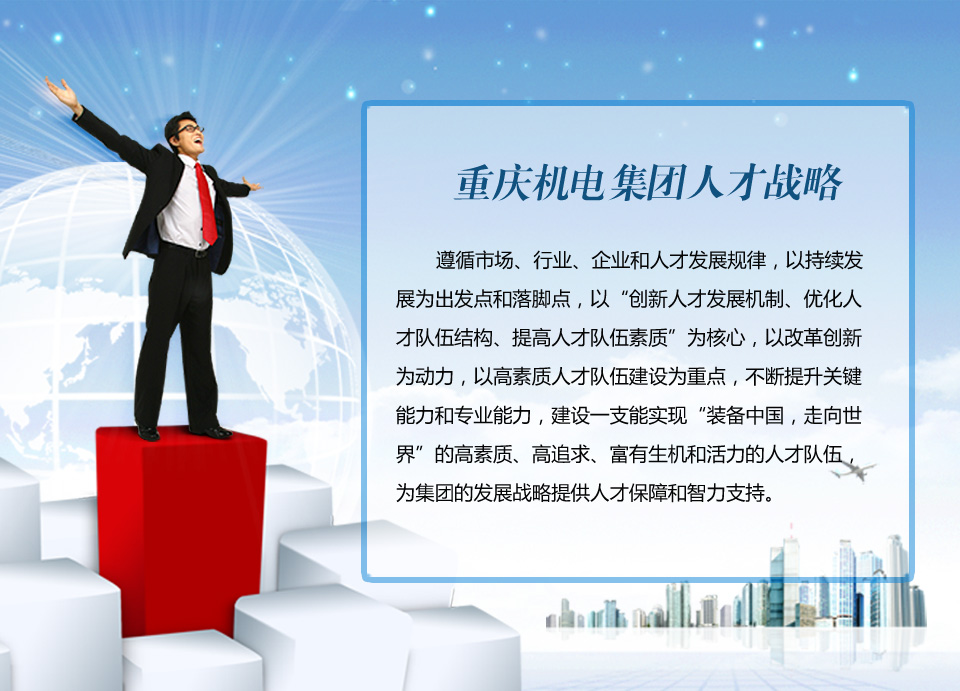 重庆机电集团人才战略
遵循市场、行业、企业和人才发展规律，以持续发
展为出发点和落脚点，以“创新人才发展机制、优化人
才队伍结构、提高人才队伍素质”为核心，以改革创新
为动力，以高素质人才队伍建设为重点，不断提升关键
能力和专业能力，建设一支能实现“装备中国，走向世
界”的高素质、高追求、富有生机和活力的人才队伍，
为集团的发展战略提供人才保障和智力支持。